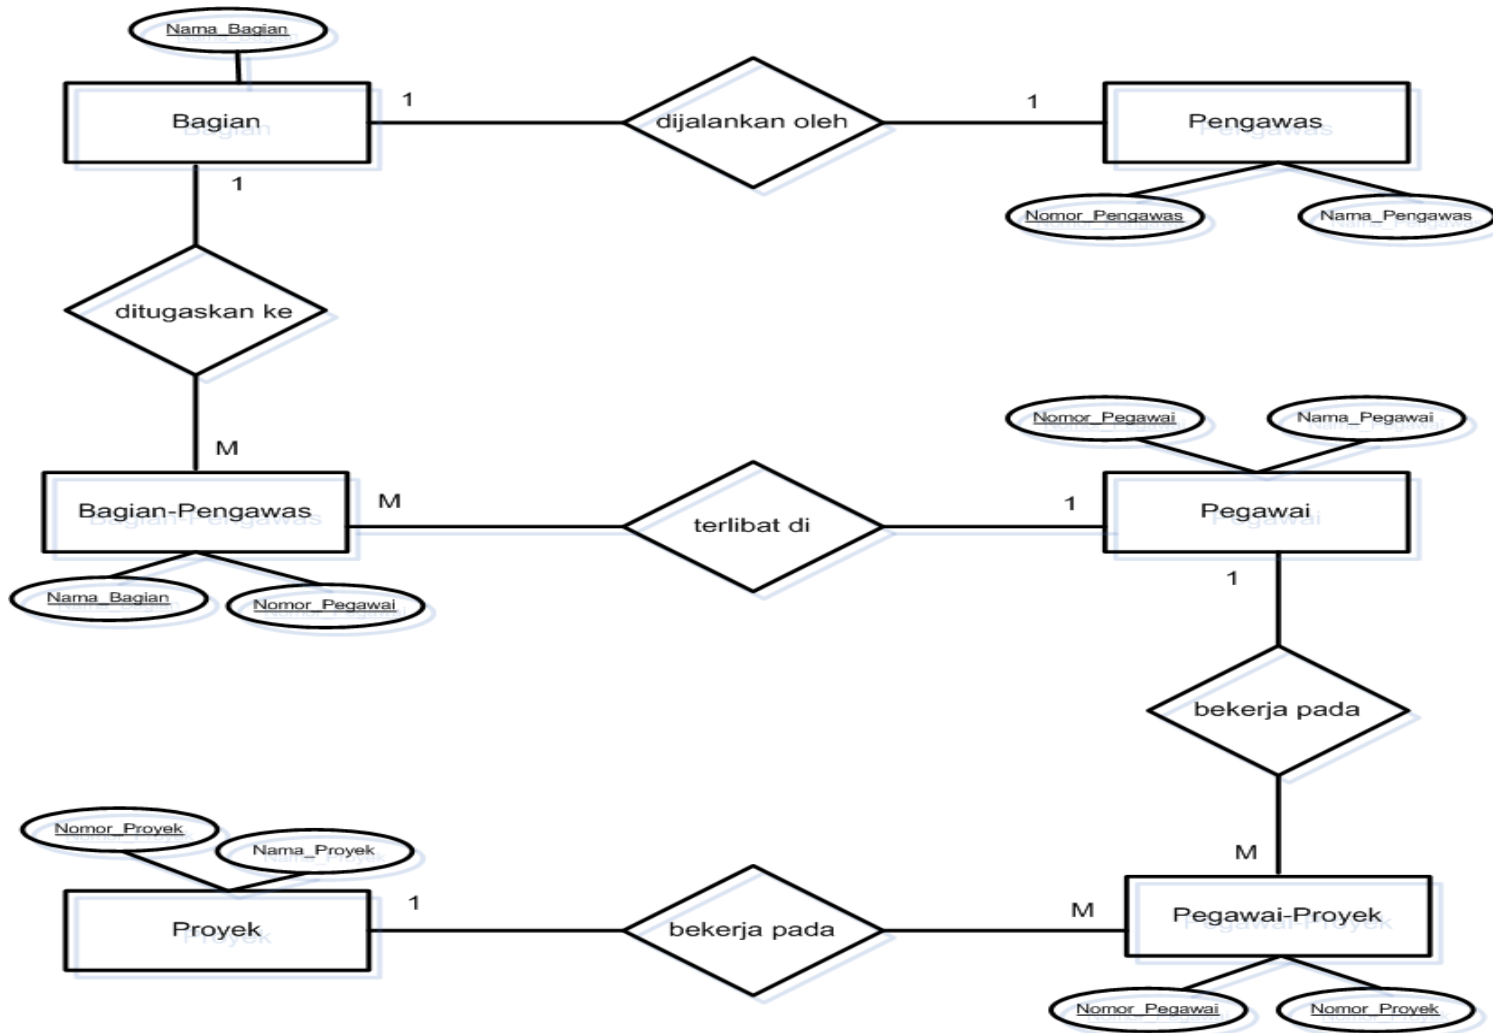 Nama_Bagian
Bagian
1
dijalankan oleh
1
Pengawas
1
Nomor_Pengawas
Nama_Pengawas
ditugaskan ke
M
Nomor_Pegawai
Nama_Pegawai
Bagian-Pengawas
M
terlibat di
1
Pegawai
Nama_Bagian
Nomor_Pegawai
1
bekerja pada
Nomor_Proyek
Nama_Proyek
M
Proyek
1
bekerja pada
M
Pegawai-Proyek
Nomor_Pegawai
Nomor_Proyek